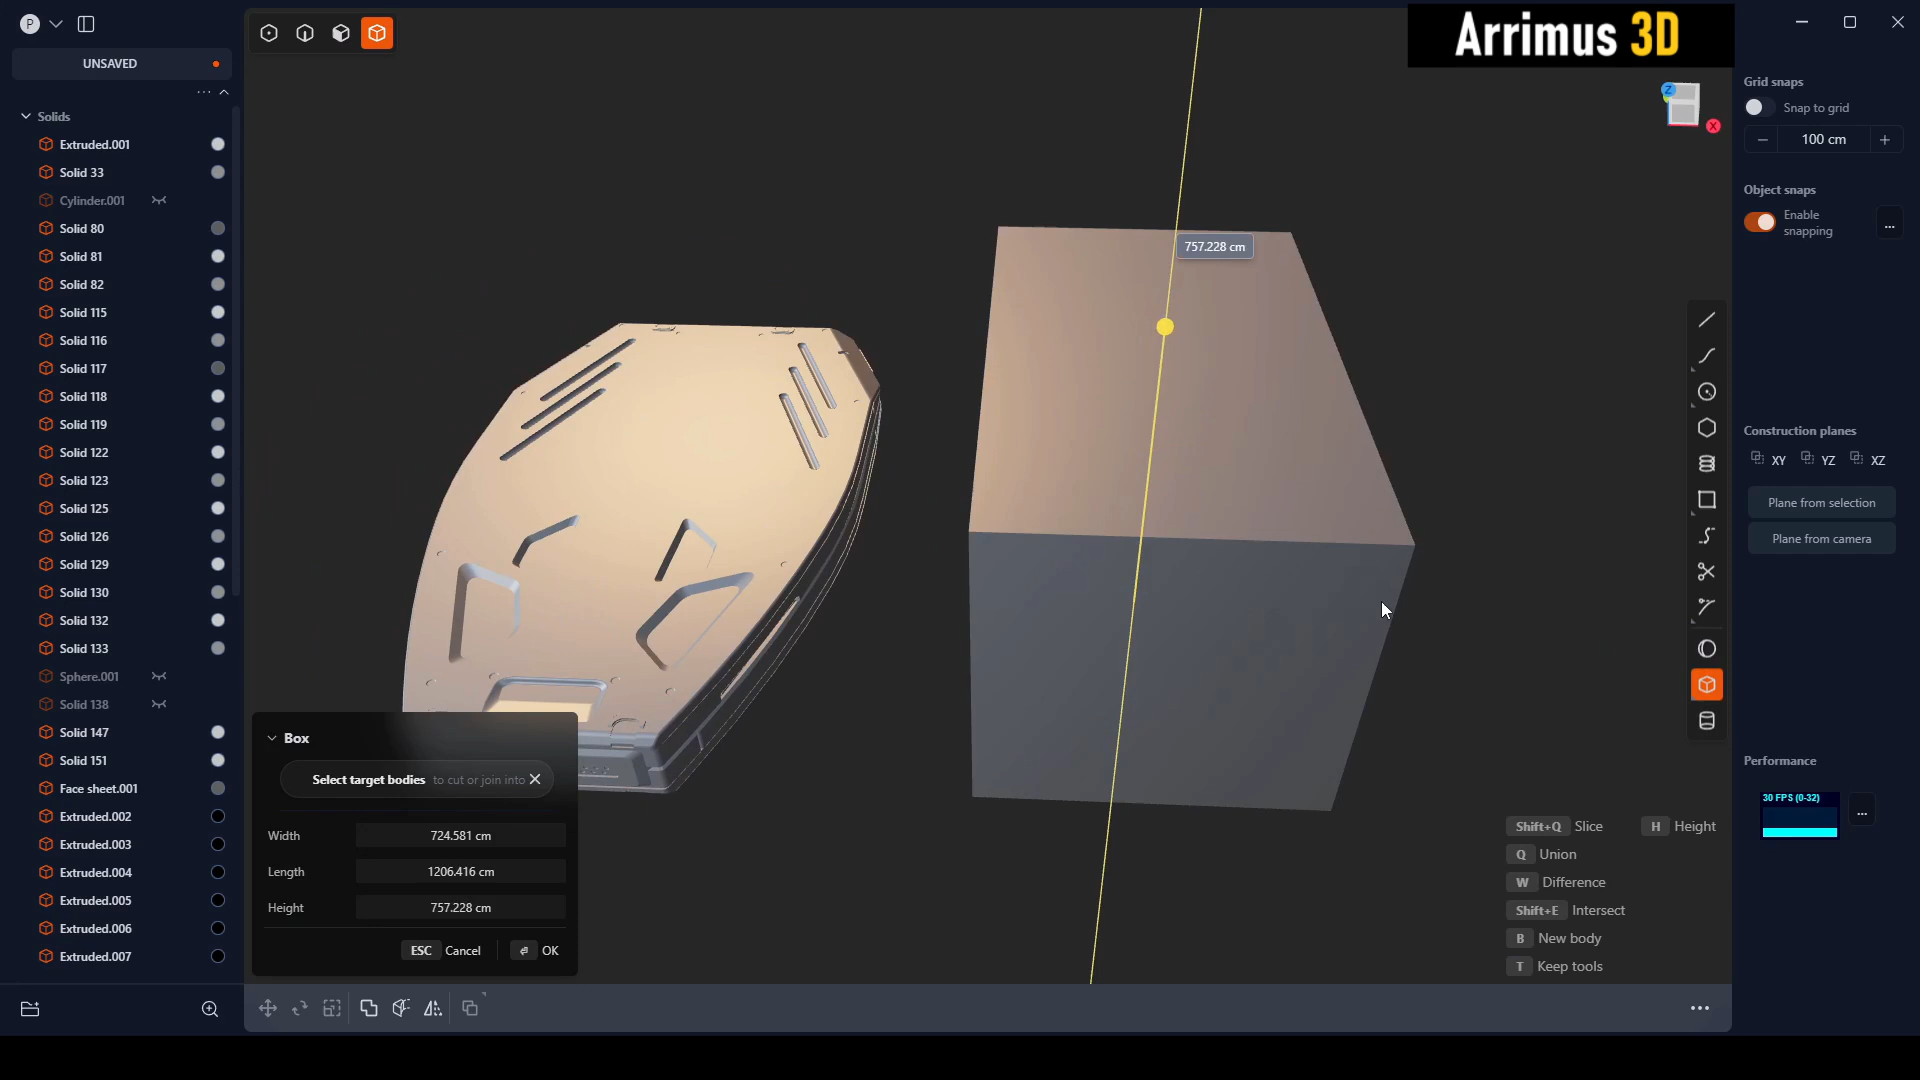 P
UNSAVED
Arrimus 3D
Solids
Extruded.001
Solid 33
Cylinder.001
Solid 80
Solid 81
Solid 82
Solid 115
Solid 116
Solid 117
Solid 118
Solid 119
Solid 122
Solid 123
Solid 125
Solid 126
Solid 129
Solid 130
Solid 132
Solid 133
Sphere.001
Solid 138
Solid 147
Solid 151
Face sheet.001
Extruded.002
Extruded.003
Extruded.004
Extruded.005
Extruded.006
Extruded.007
757.228 cm
Z
X
Box
Select target bodies to cut or join into
Width 724.581 cm
Length 1206.416 cm
Height 757.228 cm
ESC Cancel OK
Shift+Q Slice H Height
Q Union
W Difference
Shift+E Intersect
B New body
T Keep tools
Grid snaps
Snap to grid
100 cm
Object snaps
Enable
snapping
...
Construction planes
XY YZ XZ
Plane from selection
Plane from camera
Performance
30 FPS (0-32)
...